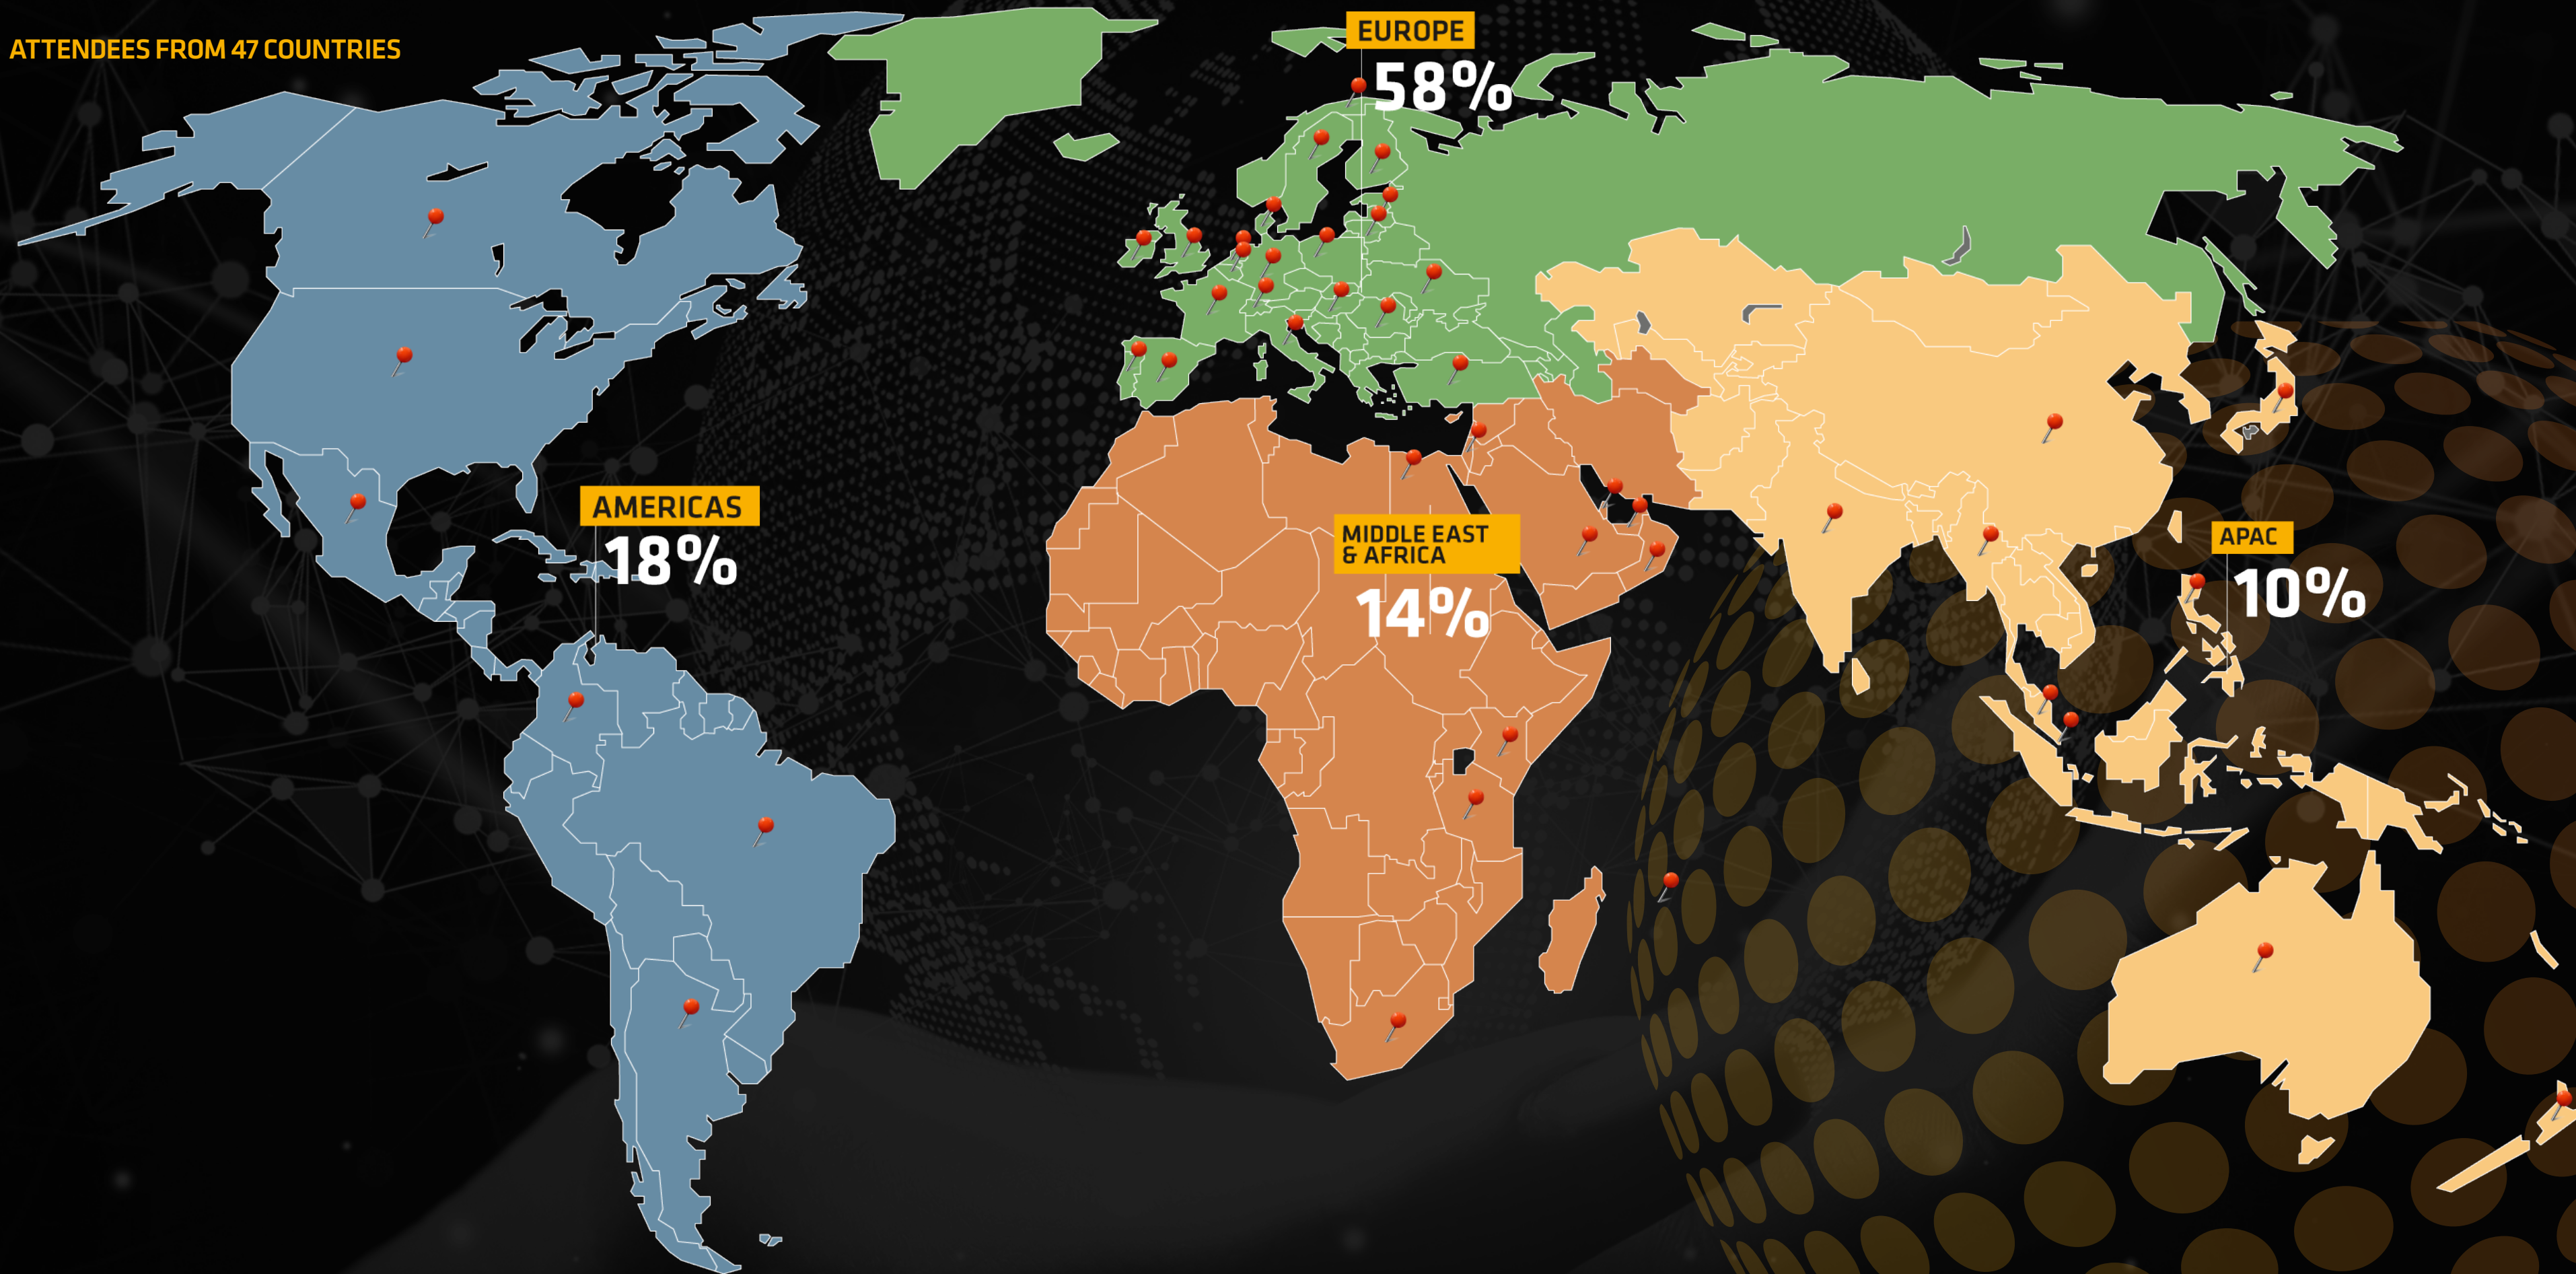 ATTENDEES FROM 47 COUNTRIES
EUROPE
58%
AMERICAS
18%
MIDDLE EAST
& AFRICA
14%
APAC
10%